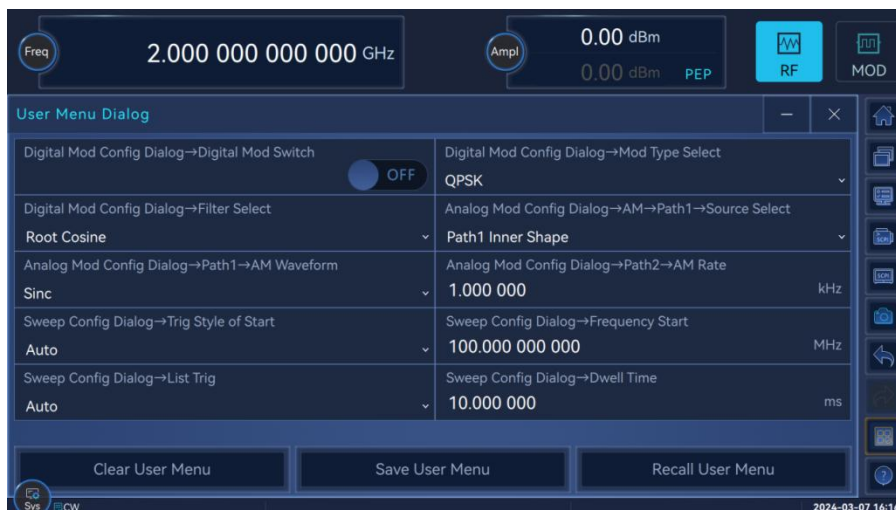 Freq
2.000 000 000 000 GHz
Ampl
0.00 dBm
0.00 dBm PEP
RF
MOD
User Menu Dialog
Digital Mod Config Dialog→Digital Mod Switch
OFF
Digital Mod Config Dialog→Mod Type Select
QPSK
Digital Mod Config Dialog→Filter Select
Root Cosine
Analog Mod Config Dialog→AM→Path1→Source Select
Path1 Inner Shape
Analog Mod Config Dialog→Path1→AM Waveform
Sinc
Analog Mod Config Dialog→Path2→AM Rate
1.000 000 kHz
Sweep Config Dialog→Trig Style of Start
Auto
Sweep Config Dialog→Frequency Start
100.000 000 000 MHz
Sweep Config Dialog→List Trig
Auto
Sweep Config Dialog→Dwell Time
10.000 000 ms
Clear User Menu
Save User Menu
Recall User Menu
SCPI
SCPI
?
Sys
CW
2024-03-07 16:1